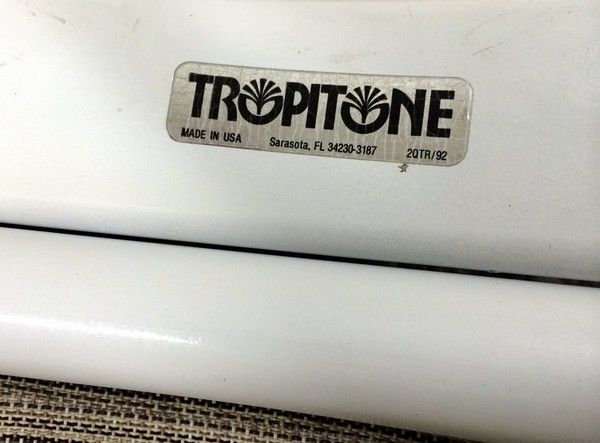 TROPITONE
MADE IN USA Sarasota, FL 34230-3187 2QTR/92